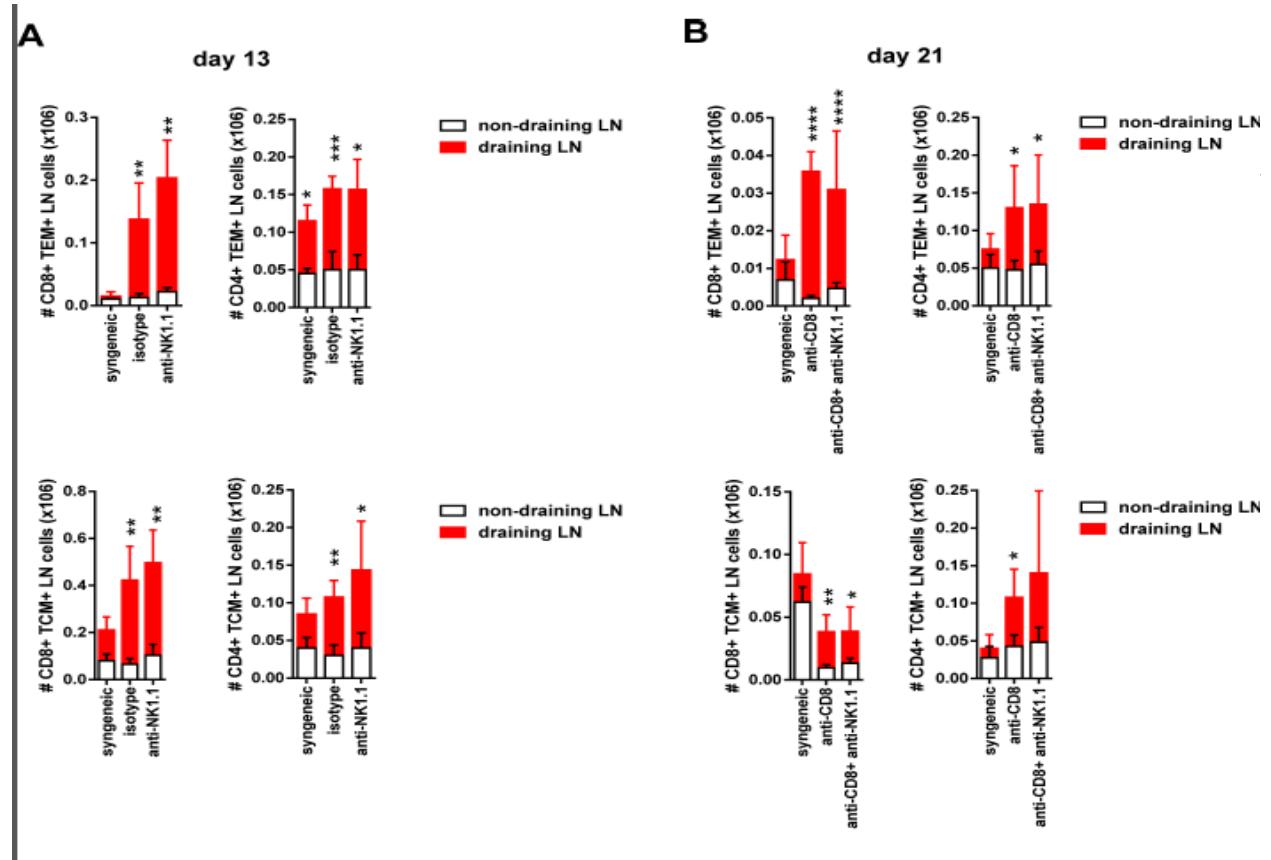 A
day 13
# CD8+ TEM+ LN cells (x106)
0.3
0.2
0.1
0.0
**
**
syngeneic
isotype
anti-NK1.1
# CD4+ TEM+ LN cells (x106)
0.25
0.20
0.15
0.10
0.05
0.00
*
***
*
syngeneic
isotype
anti-NK1.1
non-draining LN
draining LN
# CD8+ TCM+ LN cells (x106)
0.8
0.6
0.4
0.2
0.0
**
**
syngeneic
isotype
anti-NK1.1
# CD4+ TCM+ LN cells (x106)
0.25
0.20
0.15
0.10
0.05
0.00
**
*
syngeneic
isotype
anti-NK1.1
non-draining LN
draining LN
B
day 21
# CD8+ TEM+ LN cells (x106)
0.05
0.04
0.03
0.02
0.01
0.00
****
****
syngeneic
anti-CD8
anti-CD8+ anti-NK1.1
# CD4+ TEM+ LN cells (x106)
0.25
0.20
0.15
0.10
0.05
0.00
*
*
syngeneic
anti-CD8
anti-CD8+ anti-NK1.1
non-draining LN
draining LN
# CD8+ TCM+ LN cells (x106)
0.15
0.10
0.05
0.00
**
*
syngeneic
anti-CD8
anti-CD8+ anti-NK1.1
# CD4+ TCM+ LN cells (x106)
0.25
0.20
0.15
0.10
0.05
0.00
*
syngeneic
anti-CD8
anti-CD8+ anti-NK1.1
non-draining LN
draining LN